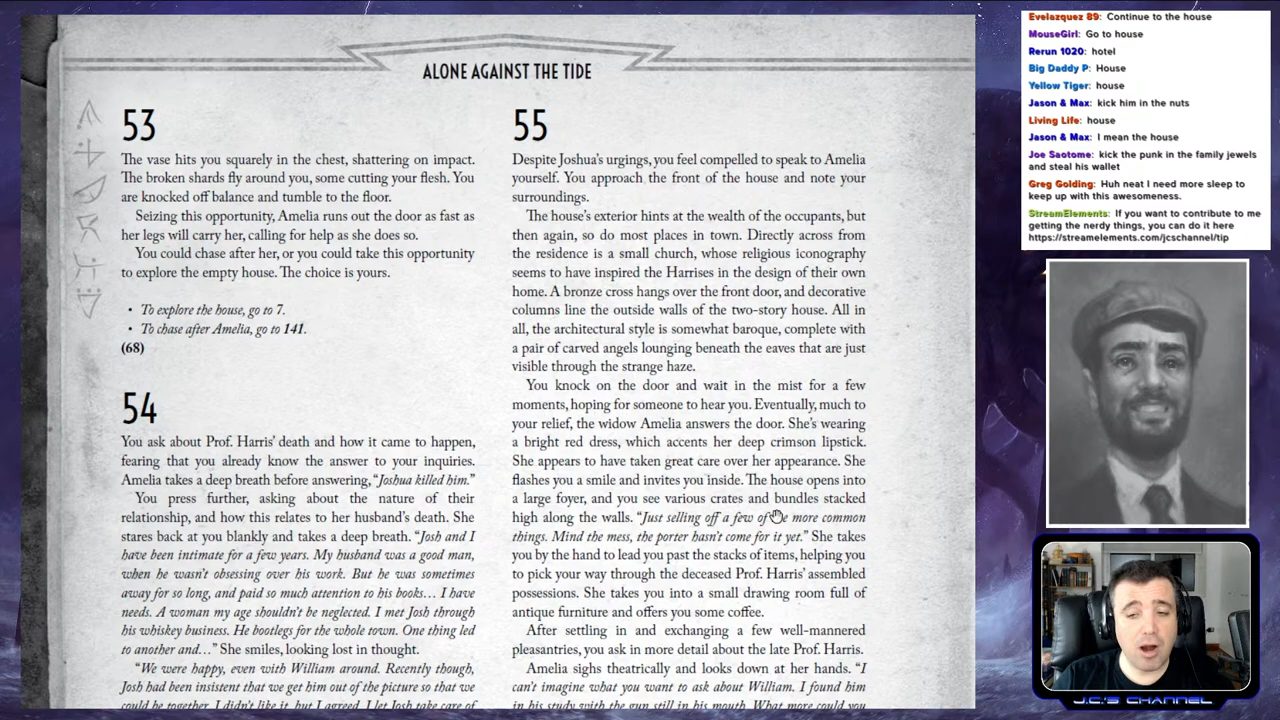 ALONE AGAINST THE TIDE
53
The vase hits you squarely in the chest, shattering on impact.
The broken shards fly around you, some cutting your flesh. You
are knocked off balance and tumble to the floor.
Seizing this opportunity, Amelia runs out the door as fast as
her legs will carry her, calling for help as she does so.
You could chase after her, or you could take this opportunity
to explore the empty house. The choice is yours.
• To explore the house, go to 7.
• To chase after Amelia, go to 141.
(68)
54
You ask about Prof. Harris' death and how it came to happen,
fearing that you already know the answer to your inquiries.
Amelia takes a deep breath before answering, “Joshua killed him.”
You press further, asking about the nature of their
relationship, and how this relates to her husband's death. She
stares back at you blankly and takes a deep breath. “Josh and I
have been intimate for a few years. My husband was a good man,
when he wasn't obsessing over his work. But he was sometimes
away for so long, and paid so much attention to his books… I have
needs. A woman my age shouldn't be neglected. I met Josh through
his whiskey business. He bootlegs for the whole town. One thing led
to another and…” She smiles, looking lost in thought.
“We were happy, even with William around. Recently though,
Josh had been insistent that we get him out of the picture so that we
could be together. I didn't like it, but I agreed. I let Josh take care of
55
Despite Joshua's urgings, you feel compelled to speak to Amelia
yourself. You approach the front of the house and note your
surroundings.
The house's exterior hints at the wealth of the occupants, but
then again, so do most places in town. Directly across from
the residence is a small church, whose religious iconography
seems to have inspired the Harrises in the design of their own
home. A bronze cross hangs over the front door, and decorative
columns line the outside walls of the two-story house. All in
all, the architectural style is somewhat baroque, complete with
a pair of carved angels lounging beneath the eaves that are just
visible through the strange haze.
You knock on the door and wait in the mist for a few
moments, hoping for someone to hear you. Eventually, much to
your relief, the widow Amelia answers the door. She's wearing
a bright red dress, which accents her deep crimson lipstick.
She appears to have taken great care over her appearance. She
flashes you a smile and invites you inside. The house opens into
a large foyer, and you see various crates and bundles stacked
high along the walls. “Just selling off a few of more common
things. Mind the mess, the porter hasn't come for it yet.” She takes
you by the hand to lead you past the stacks of items, helping you
to pick your way through the deceased Prof. Harris' assembled
possessions. She takes you into a small drawing room full of
antique furniture and offers you some coffee.
After settling in and exchanging a few well-mannered
pleasantries, you ask in more detail about the late Prof. Harris.
Amelia sighs theatrically and looks down at her hands. “I
can't imagine what you want to ask about William. I found him
in his study with the gun still in his mouth. What more could you
Evelazquez 89: Continue to the house
MouseGirl: Go to house
Rerun 1020: hotel
Big Daddy P: House
Yellow Tiger: house
Jason & Max: kick him in the nuts
Living Life: house
Jason & Max: I mean the house
Joe Saotome: kick the punk in the family jewels
and steal his wallet
Greg Golding: Huh neat I need more sleep to
keep up with this awesomeness.
StreamElements: If you want to contribute to me
getting the nerdy things, you can do it here
https://streamelements.com/jcschannel/tip
J.C.'S CHANNEL